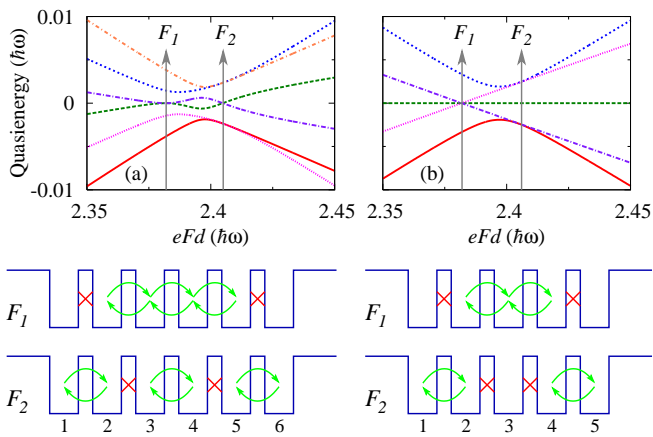 0.01
F1
F2
F1
F2
Quasienergy (ħω)
0
-0.01
(a)
(b)
2.35
2.4
2.45
2.35
2.4
2.45
eFd (ħω)
eFd (ħω)
F1
F1
F2
F2
1 2 3 4 5 6
1 2 3 4 5